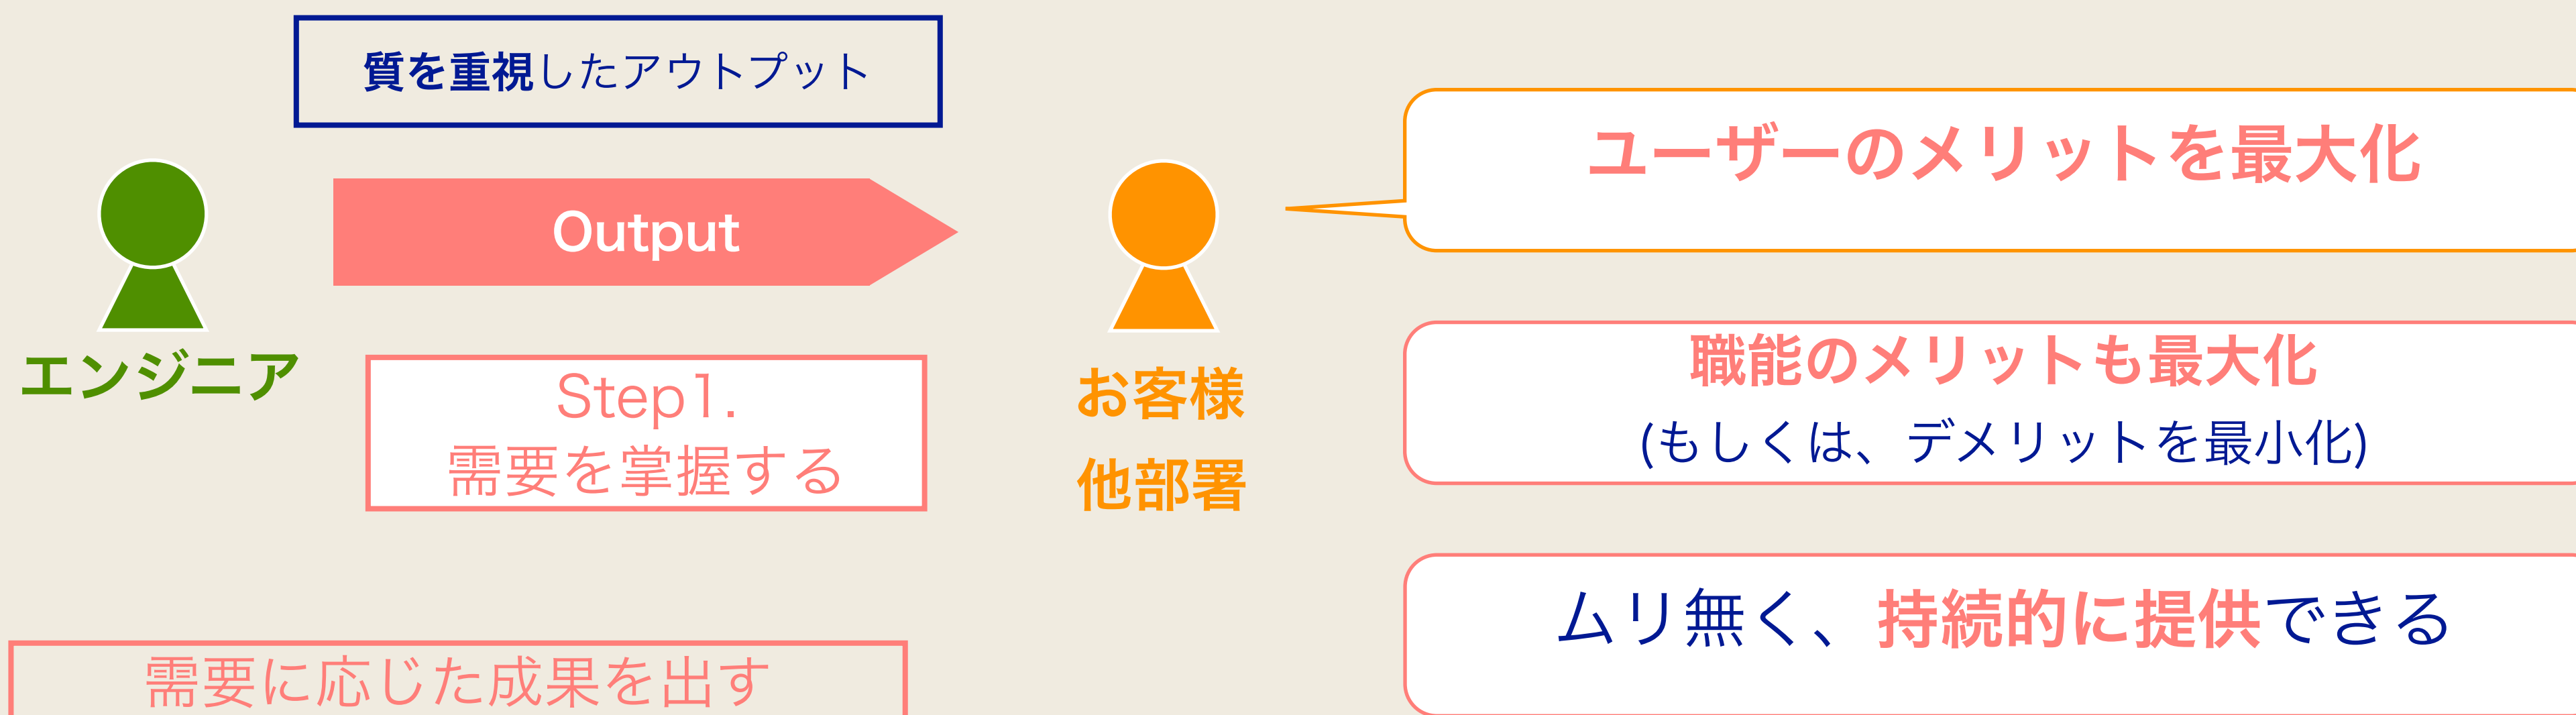 質を重視したアウトプット
Output
エンジニア
Step1.
需要を掌握する
需要に応じた成果を出す
お客様
他部署
ユーザーのメリットを最大化
職能のメリットも最大化
(もしくは、デメリットを最小化)
ムリ無く、持続的に提供できる